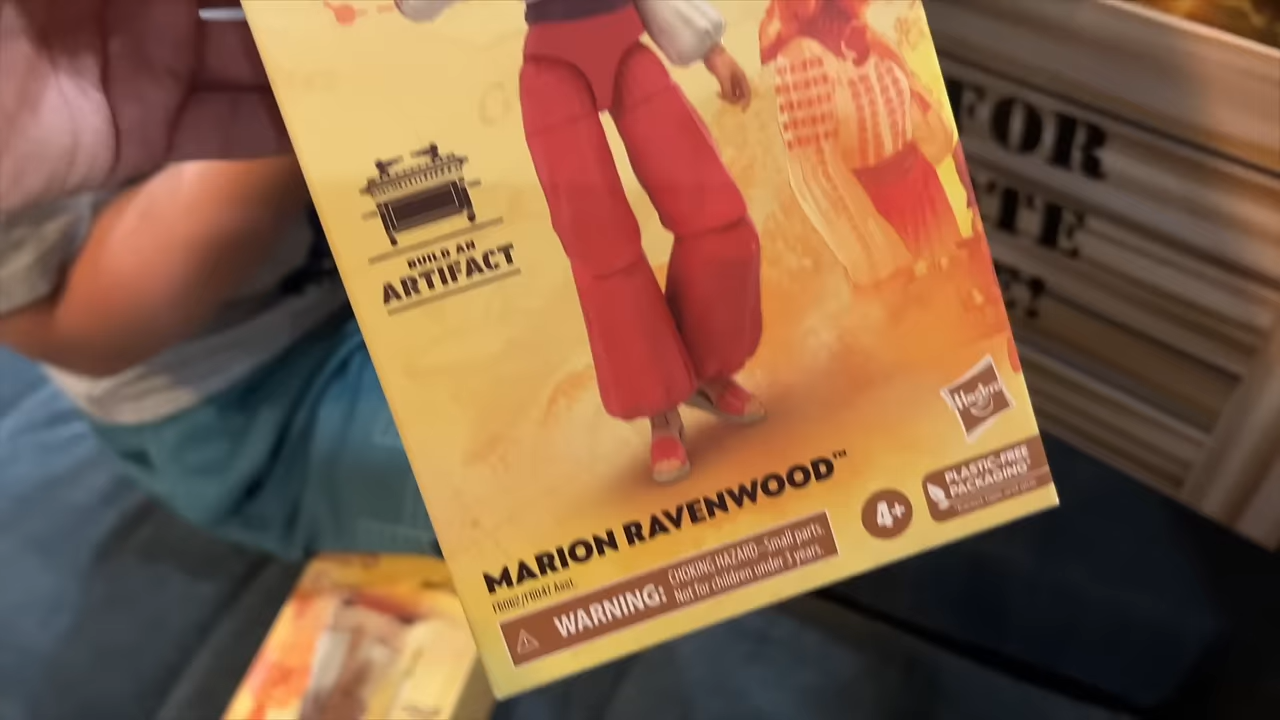 BUILD AN
ARTIFACT
FOR
Hasbro
PLASTIC-FREE
PACKAGING*
MARION RAVENWOOD™
4+
WARNING:
CHOKING HAZARD—Small parts.
Not for children under 3 years.